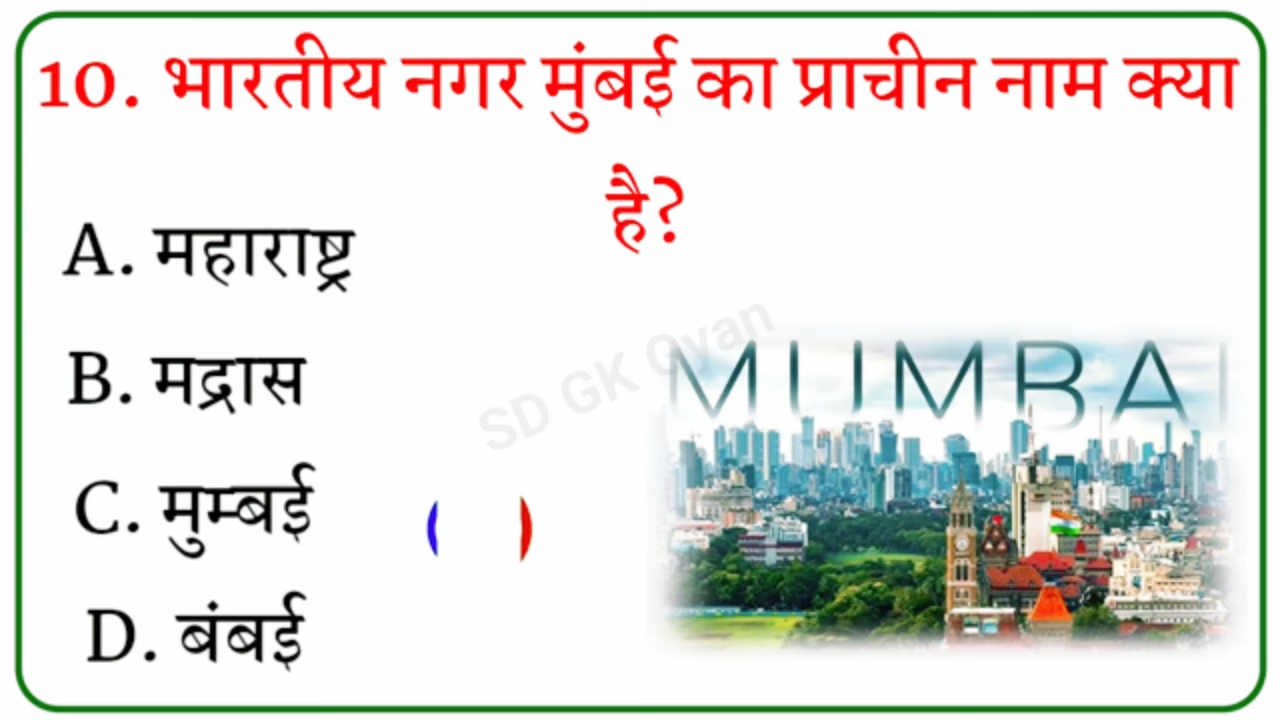 10. भारतीय नगर मुंबई का प्राचीन नाम क्या
है?
A. महाराष्ट्र
B. मद्रास
C. मुम्बई ( )
D. बंबई
SD GK Gyan
MUMBAI